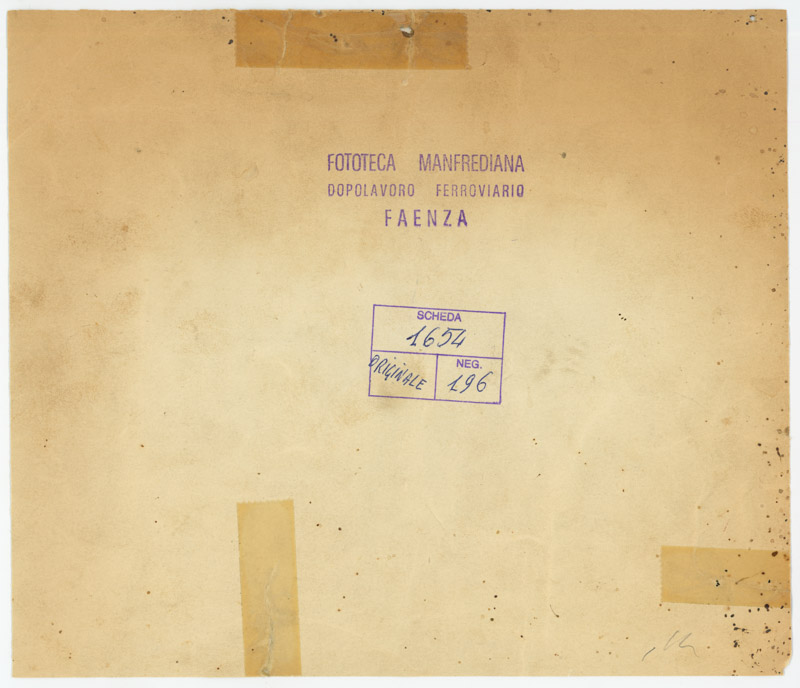 FOTOTECA MANFREDIANA
DOPOLAVORO FERROVIARIO
FAENZA
SCHEDA
1654
ORIGINALE
NEG.
196